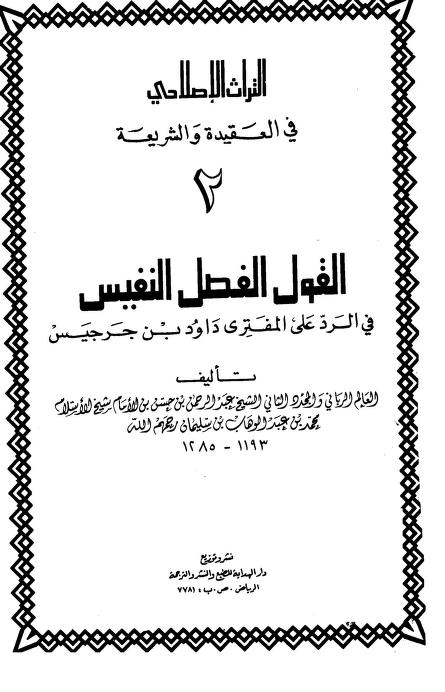 التراث الإصلاحي
في العقيدة والشريعة
٢
القول الفصل النفيس
في الرد على المفترى داود بن جرجيس
تأليف
العالم الرباني والمجدد الثاني الشيخ عبد الرحمن بن حسن بن الأمام شيخ الأسلام
محمد بن عبد الوهاب بن سليمان رحمهم الله
١١٩٣ - ١٢٨٥
نشر وتوزيع
دار الهداية للطبع والنشر والترجمة
الرياض . ص . ب : ٧٧٨١